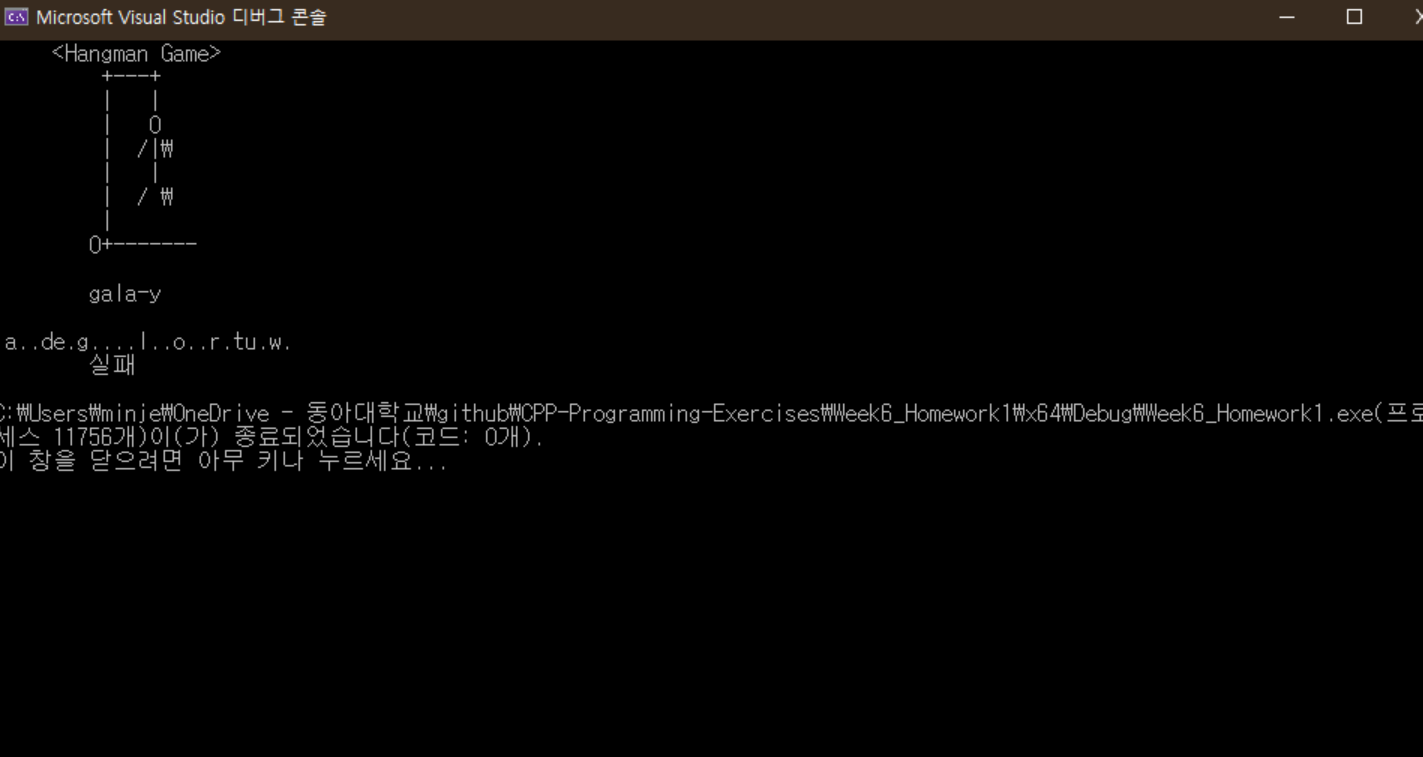 Microsoft Visual Studio 디버그 콘솔
<Hangman Game>
+----+
|   |
|   O
|  /|₩
|   |
|  / ₩
|
O+-------
gala-y
a..de.g....l..o..r.tu.w.
실패
C:₩Users₩minje₩OneDrive - 동아대학교₩github₩CPP-Programming-Exercises₩Week6_Homework1₩x64₩Debug₩Week6_Homework1.exe(프로
세스 11756개)이(가) 종료되었습니다(코드: 0개).
이 창을 닫으려면 아무 키나 누르세요...